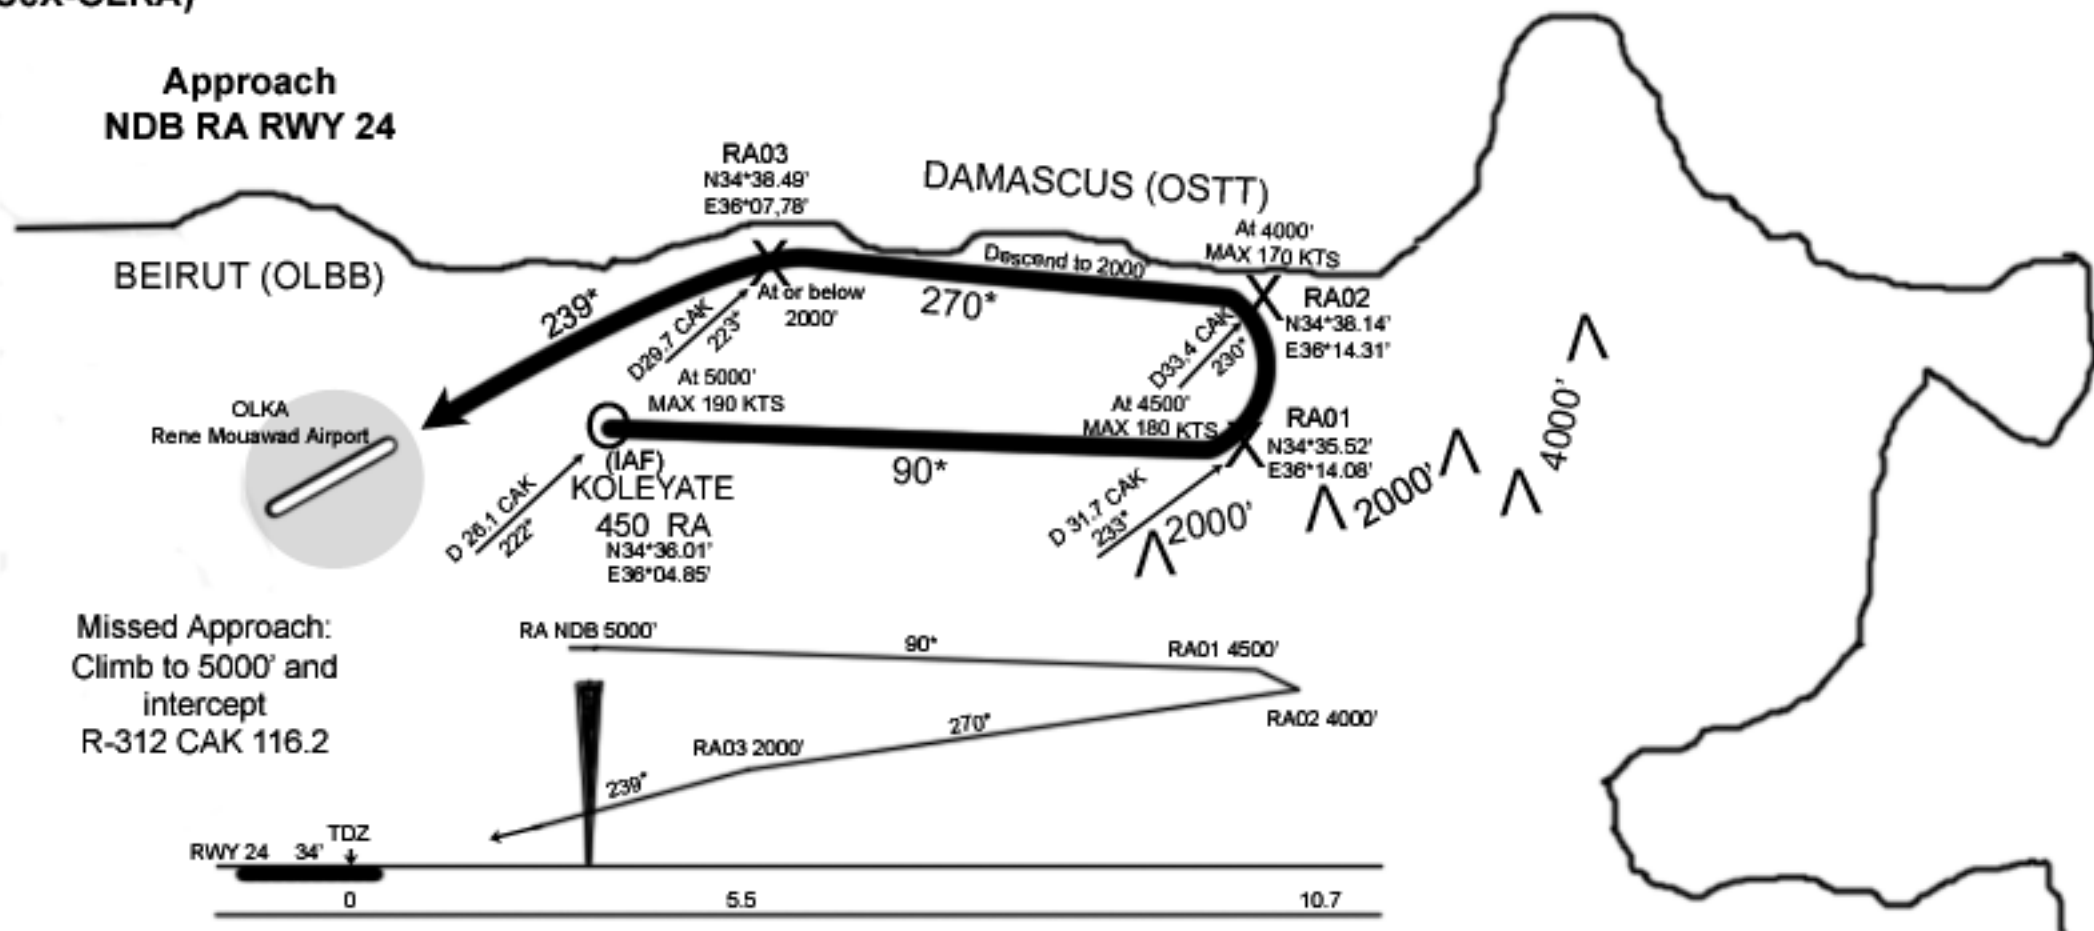 Approach
NDB RA RWY 24
RA03
N34*38.49'
E36*07,78'
DAMASCUS (OSTT)
At 4000'
MAX 170 KTS
BEIRUT (OLBB)
Descend to 2000'
270*
239*
At or below
2000'
D29.7 CAK
223*
RA02
N34*38.14'
E36*14.31'
D33,4 CAK
230*
At 5000'
MAX 190 KTS
At 4500'
MAX 180 KTS
RA01
N34*35.52'
E36*14.08'
4000'
OLKA
Rene Mouawad Airport
90*
(IAF)
KOLEYATE
450 RA
N34*36.01'
E36*04.85'
D 26,1 CAK
222*
D 31.7 CAK
233*
2000'
2000'
Missed Approach:
Climb to 5000' and
intercept
R-312 CAK 116.2
RA NDB 5000'
90*
RA01 4500'
RA02 4000'
270*
RA03 2000'
239*
TDZ
RWY 24 34'
0
5.5
10.7